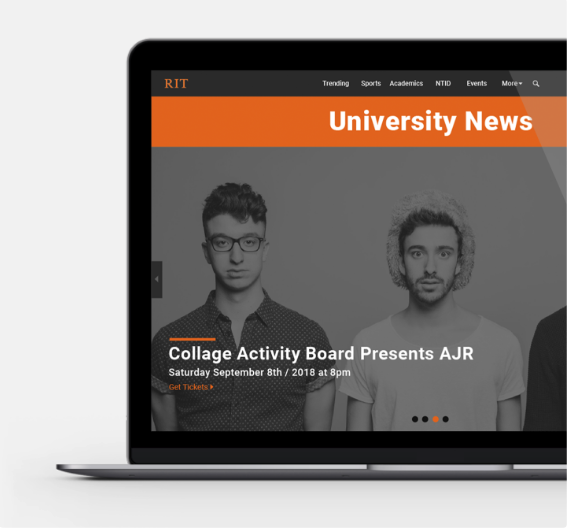 RIT
Trending Sports Academics NTID Events More
University News
Collage Activity Board Presents AJR
Saturday September 8th / 2018 at 8pm
Get Tickets